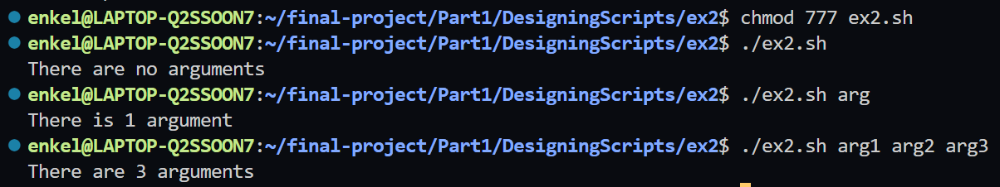 enkel@LAPTOP-Q2SSOON7:~/final-project/Part1/DesigningScripts/ex2$ chmod 777 ex2.sh
enkel@LAPTOP-Q2SSOON7:~/final-project/Part1/DesigningScripts/ex2$ ./ex2.sh
There are no arguments
enkel@LAPTOP-Q2SSOON7:~/final-project/Part1/DesigningScripts/ex2$ ./ex2.sh arg
There is 1 argument
enkel@LAPTOP-Q2SSOON7:~/final-project/Part1/DesigningScripts/ex2$ ./ex2.sh arg1 arg2 arg3
There are 3 arguments